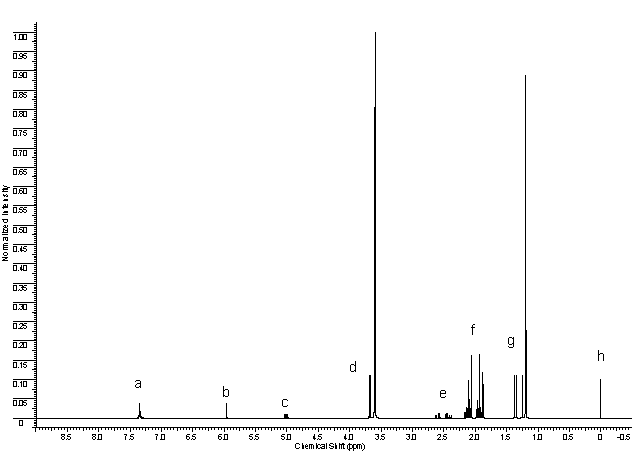 1.00
0.95
0.90
0.85
0.80
0.75
0.70
0.65
0.60
0.55
0.50
0.45
0.40
0.35
0.30
0.25
0.20
0.15
0.10
0.05
0
Normalized Intensity
a
b
c
d
e
f
g
h
8.5 8.0 7.5 7.0 6.5 6.0 5.5 5.0 4.5 4.0 3.5 3.0 2.5 2.0 1.5 1.0 0.5 0 -0.5
Chemical Shift (ppm)